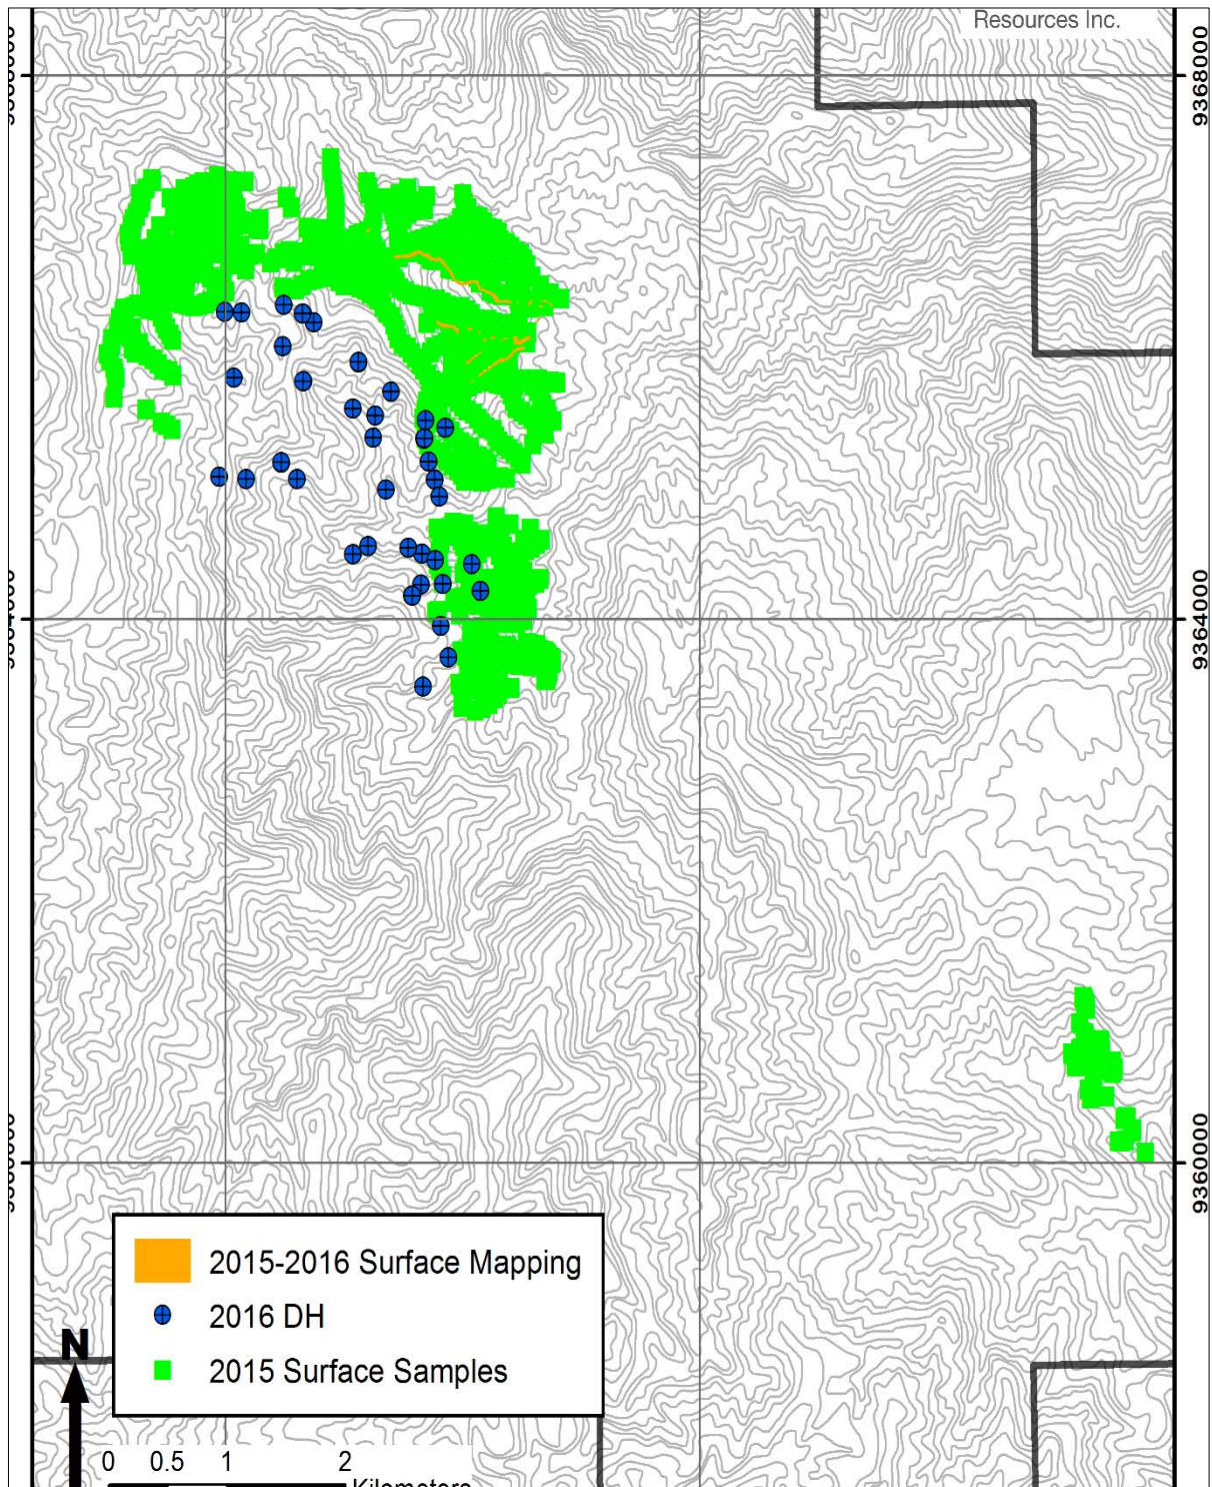 Resources Inc.
9368000
9364000
9360000
2015-2016 Surface Mapping
2016 DH
2015 Surface Samples
N
0 0.5 1 2